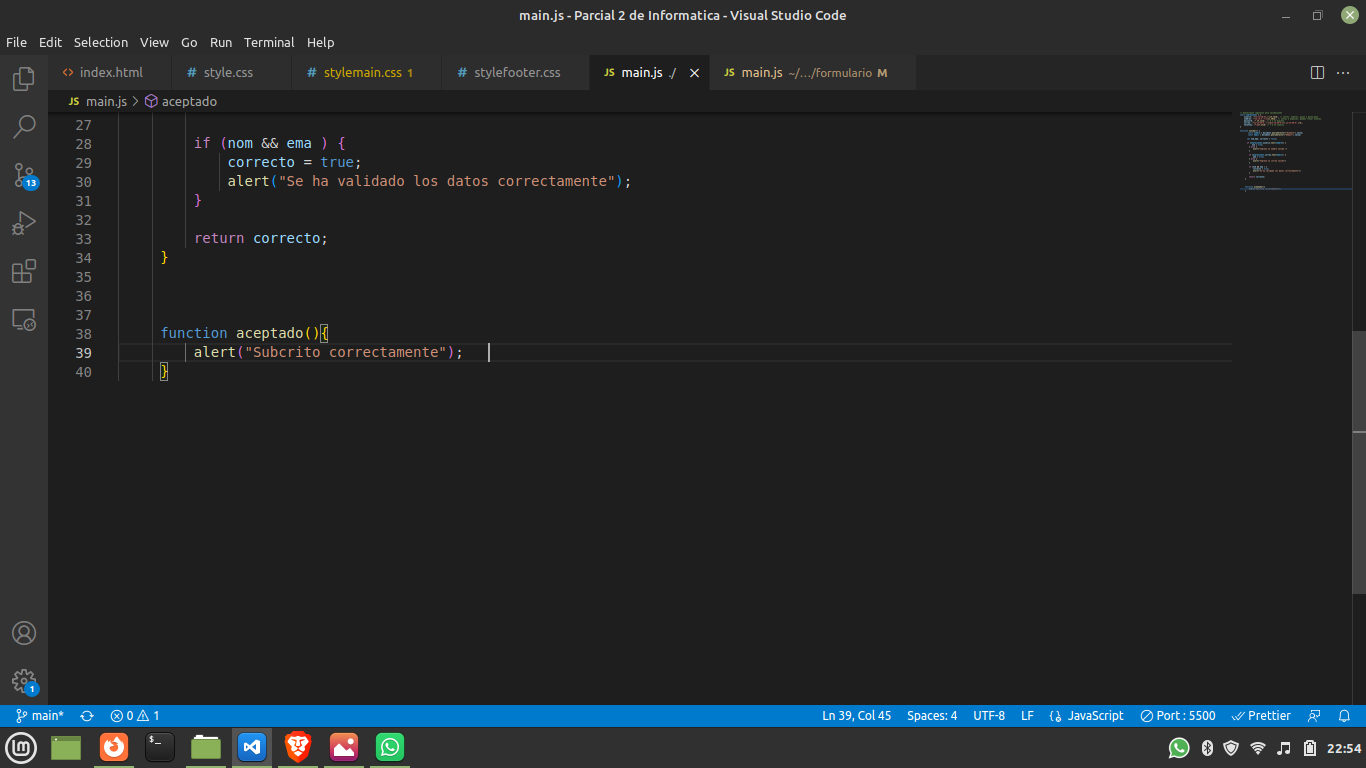 main.js - Parcial 2 de Informatica - Visual Studio Code
File Edit Selection View Go Run Terminal Help
<> index.html # style.css # stylemain.css 1 # stylefooter.css JS main.js ./ JS main.js ~/.../formulario M
JS main.js > aceptado
27
28 if (nom && ema ) {
29 correcto = true;
30 alert("Se ha validado los datos correctamente");
31 }
32
33 return correcto;
34 }
35
36
37
38 function aceptado(){
39 alert("Subcrito correctamente");
40 }
13
1
main* 0 1 Ln 39, Col 45 Spaces: 4 UTF-8 LF JavaScript Port : 5500 Prettier
22:54